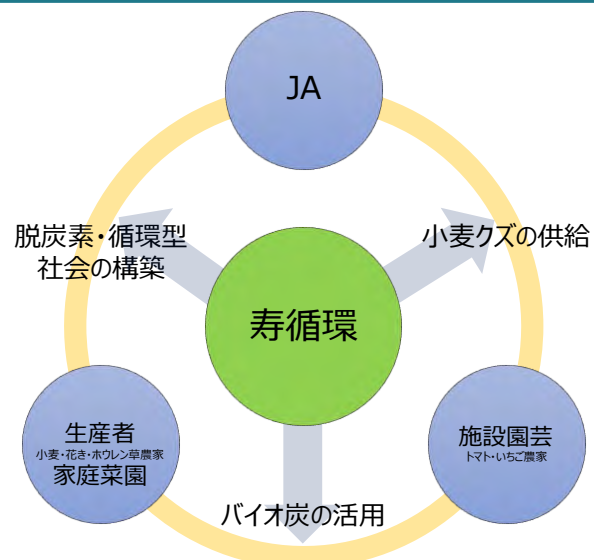 JA
脱炭素・循環型
社会の構築
小麦クズの供給
寿循環
生産者
小麦・花き・ホウレン草農家
家庭菜園
施設園芸
トマト・いちご農家
バイオ炭の活用